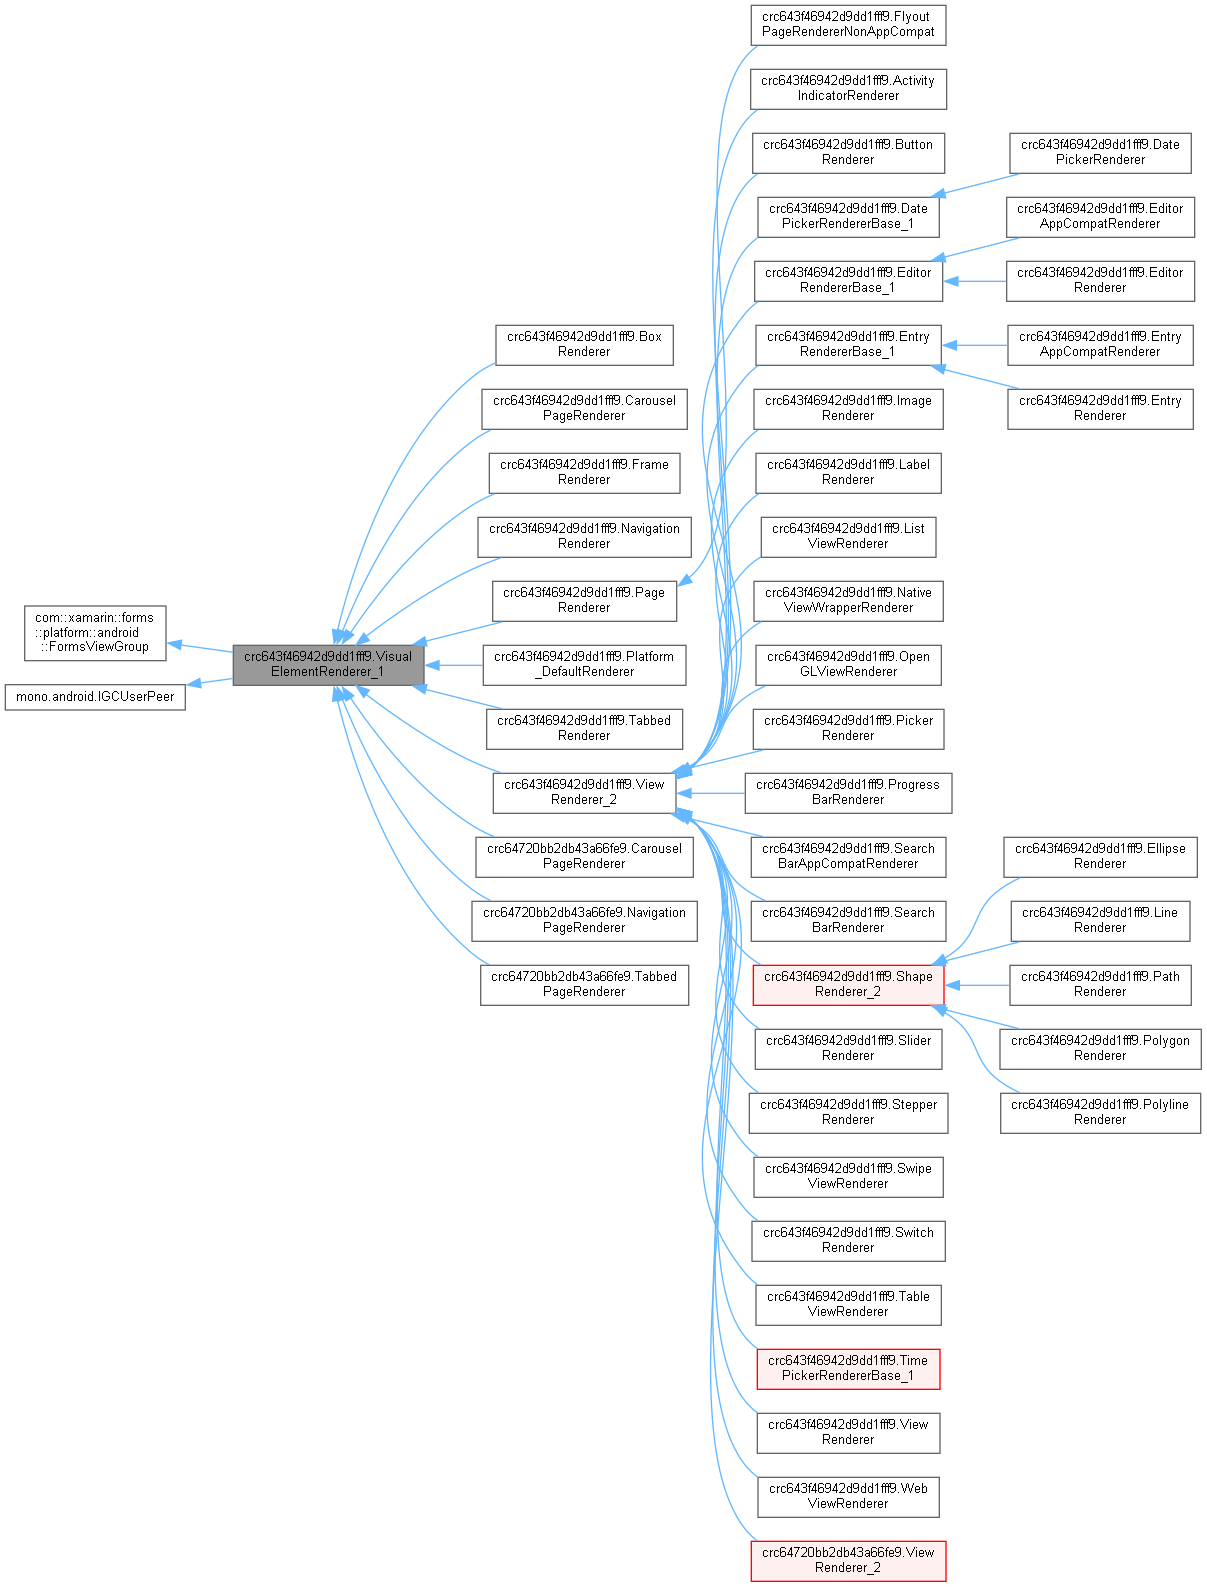 com::xamarin::forms
::platform::android
::FormsViewGroup
mono.android.IGCUserPeer
crc643f46942d9dd1fff9.Visual
ElementRenderer_1
crc643f46942d9dd1fff9.Box
Renderer
crc643f46942d9dd1fff9.Carousel
PageRenderer
crc643f46942d9dd1fff9.Frame
Renderer
crc643f46942d9dd1fff9.Navigation
Renderer
crc643f46942d9dd1fff9.Page
Renderer
crc643f46942d9dd1fff9.Platform
_DefaultRenderer
crc643f46942d9dd1fff9.Tabbed
Renderer
crc643f46942d9dd1fff9.View
Renderer_2
crc64720bb2db43a66fe9.Carousel
PageRenderer
crc64720bb2db43a66fe9.Navigation
PageRenderer
crc64720bb2db43a66fe9.Tabbed
PageRenderer
crc643f46942d9dd1fff9.Flyout
PageRendererNonAppCompat
crc643f46942d9dd1fff9.Activity
IndicatorRenderer
crc643f46942d9dd1fff9.Button
Renderer
crc643f46942d9dd1fff9.Date
PickerRendererBase_1
crc643f46942d9dd1fff9.Editor
RendererBase_1
crc643f46942d9dd1fff9.Entry
RendererBase_1
crc643f46942d9dd1fff9.Image
Renderer
crc643f46942d9dd1fff9.Label
Renderer
crc643f46942d9dd1fff9.List
ViewRenderer
crc643f46942d9dd1fff9.Native
ViewWrapperRenderer
crc643f46942d9dd1fff9.Open
GLViewRenderer
crc643f46942d9dd1fff9.Picker
Renderer
crc643f46942d9dd1fff9.Progress
BarRenderer
crc643f46942d9dd1fff9.Search
BarAppCompatRenderer
crc643f46942d9dd1fff9.Search
BarRenderer
crc643f46942d9dd1fff9.Shape
Renderer_2
crc643f46942d9dd1fff9.Slider
Renderer
crc643f46942d9dd1fff9.Stepper
Renderer
crc643f46942d9dd1fff9.Swipe
ViewRenderer
crc643f46942d9dd1fff9.Switch
Renderer
crc643f46942d9dd1fff9.Table
ViewRenderer
crc643f46942d9dd1fff9.Time
PickerRendererBase_1
crc643f46942d9dd1fff9.View
Renderer
crc643f46942d9dd1fff9.Web
ViewRenderer
crc64720bb2db43a66fe9.View
Renderer_2
crc643f46942d9dd1fff9.Date
PickerRenderer
crc643f46942d9dd1fff9.Editor
AppCompatRenderer
crc643f46942d9dd1fff9.Editor
Renderer
crc643f46942d9dd1fff9.Entry
AppCompatRenderer
crc643f46942d9dd1fff9.Entry
Renderer
crc643f46942d9dd1fff9.Ellipse
Renderer
crc643f46942d9dd1fff9.Line
Renderer
crc643f46942d9dd1fff9.Path
Renderer
crc643f46942d9dd1fff9.Polygon
Renderer
crc643f46942d9dd1fff9.Polyline
Renderer